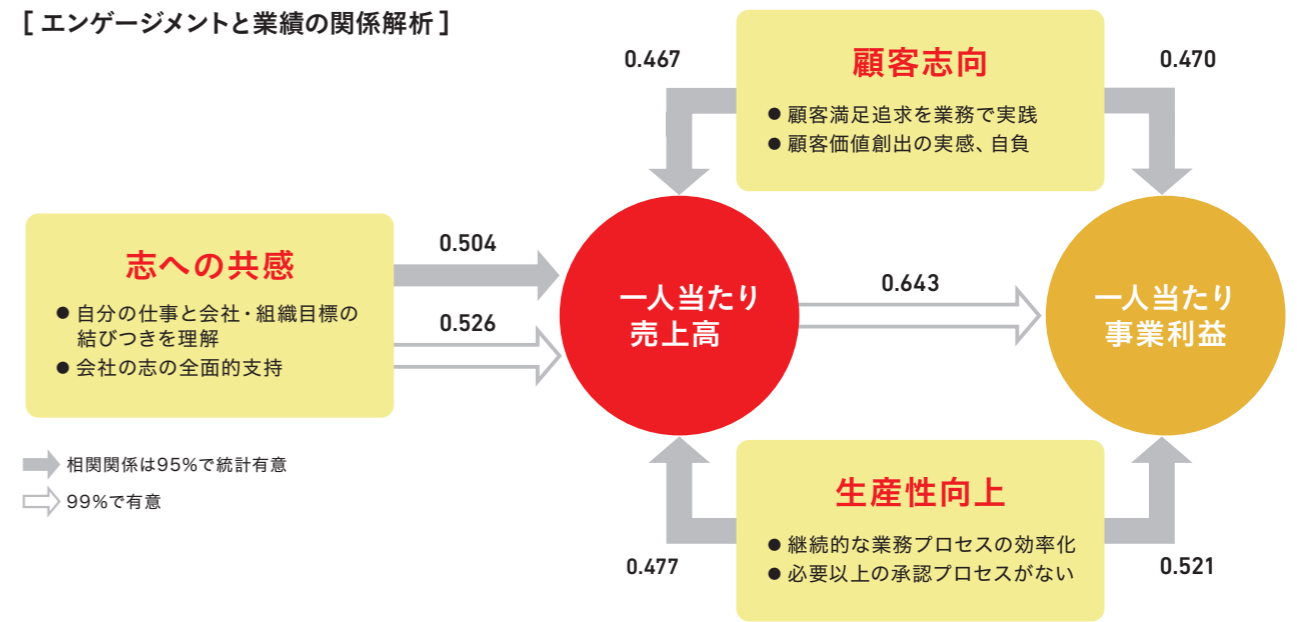 [ エンゲージメントと業績の関係解析 ]
0.467
顧客志向
● 顧客満足追求を業務で実践
● 顧客価値創出の実感、自負
0.470
志への共感
● 自分の仕事と会社・組織目標の
結びつきを理解
● 会社の志の全面的支持
0.504
0.526
一人当たり
売上高
0.643
一人当たり
事業利益
相関関係は95%で統計有意
99%で有意
0.477
生産性向上
● 継続的な業務プロセスの効率化
● 必要以上の承認プロセスがない
0.521